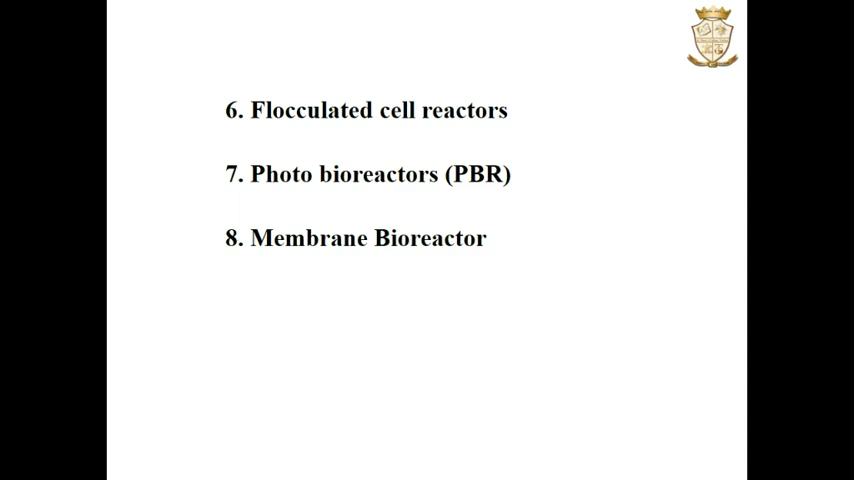 6. Flocculated cell reactors
7. Photo bioreactors (PBR)
8. Membrane Bioreactor